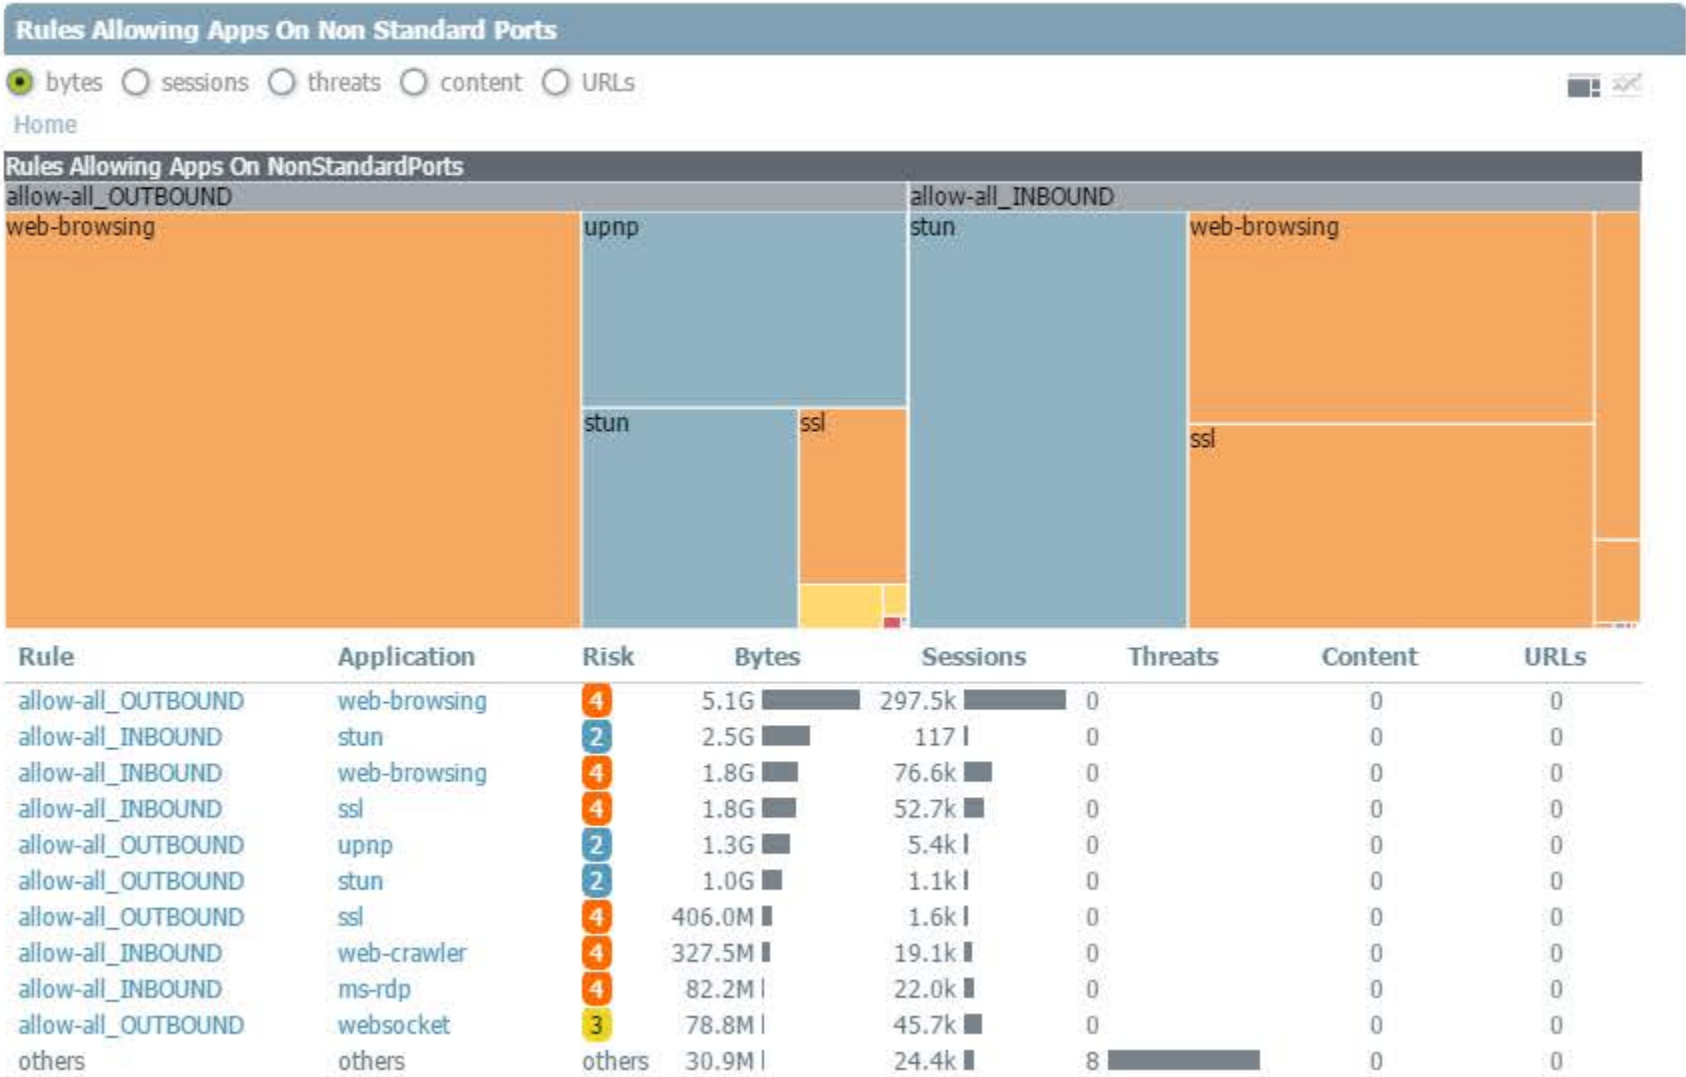 Rules Allowing Apps On Non Standard Ports
bytes sessions threats content URLs
Home
Rules Allowing Apps On NonStandardPorts
allow-all_OUTBOUND allow-all_INBOUND
web-browsing upnp stun web-browsing
stun ssl ssl
Rule Application Risk Bytes Sessions Threats Content URLs
allow-all_OUTBOUND web-browsing 4 5.1G 297.5k 0 0 0
allow-all_INBOUND stun 2 2.5G 117 0 0 0
allow-all_INBOUND web-browsing 4 1.8G 76.6k 0 0 0
allow-all_INBOUND ssl 4 1.8G 52.7k 0 0 0
allow-all_OUTBOUND upnp 2 1.3G 5.4k 0 0 0
allow-all_OUTBOUND stun 2 1.0G 1.1k 0 0 0
allow-all_OUTBOUND ssl 4 406.0M 1.6k 0 0 0
allow-all_INBOUND web-crawler 4 327.5M 19.1k 0 0 0
allow-all_INBOUND ms-rdp 4 82.2M 22.0k 0 0 0
allow-all_OUTBOUND websocket 3 78.8M 45.7k 0 0 0
others others others 30.9M 24.4k 8 0 0